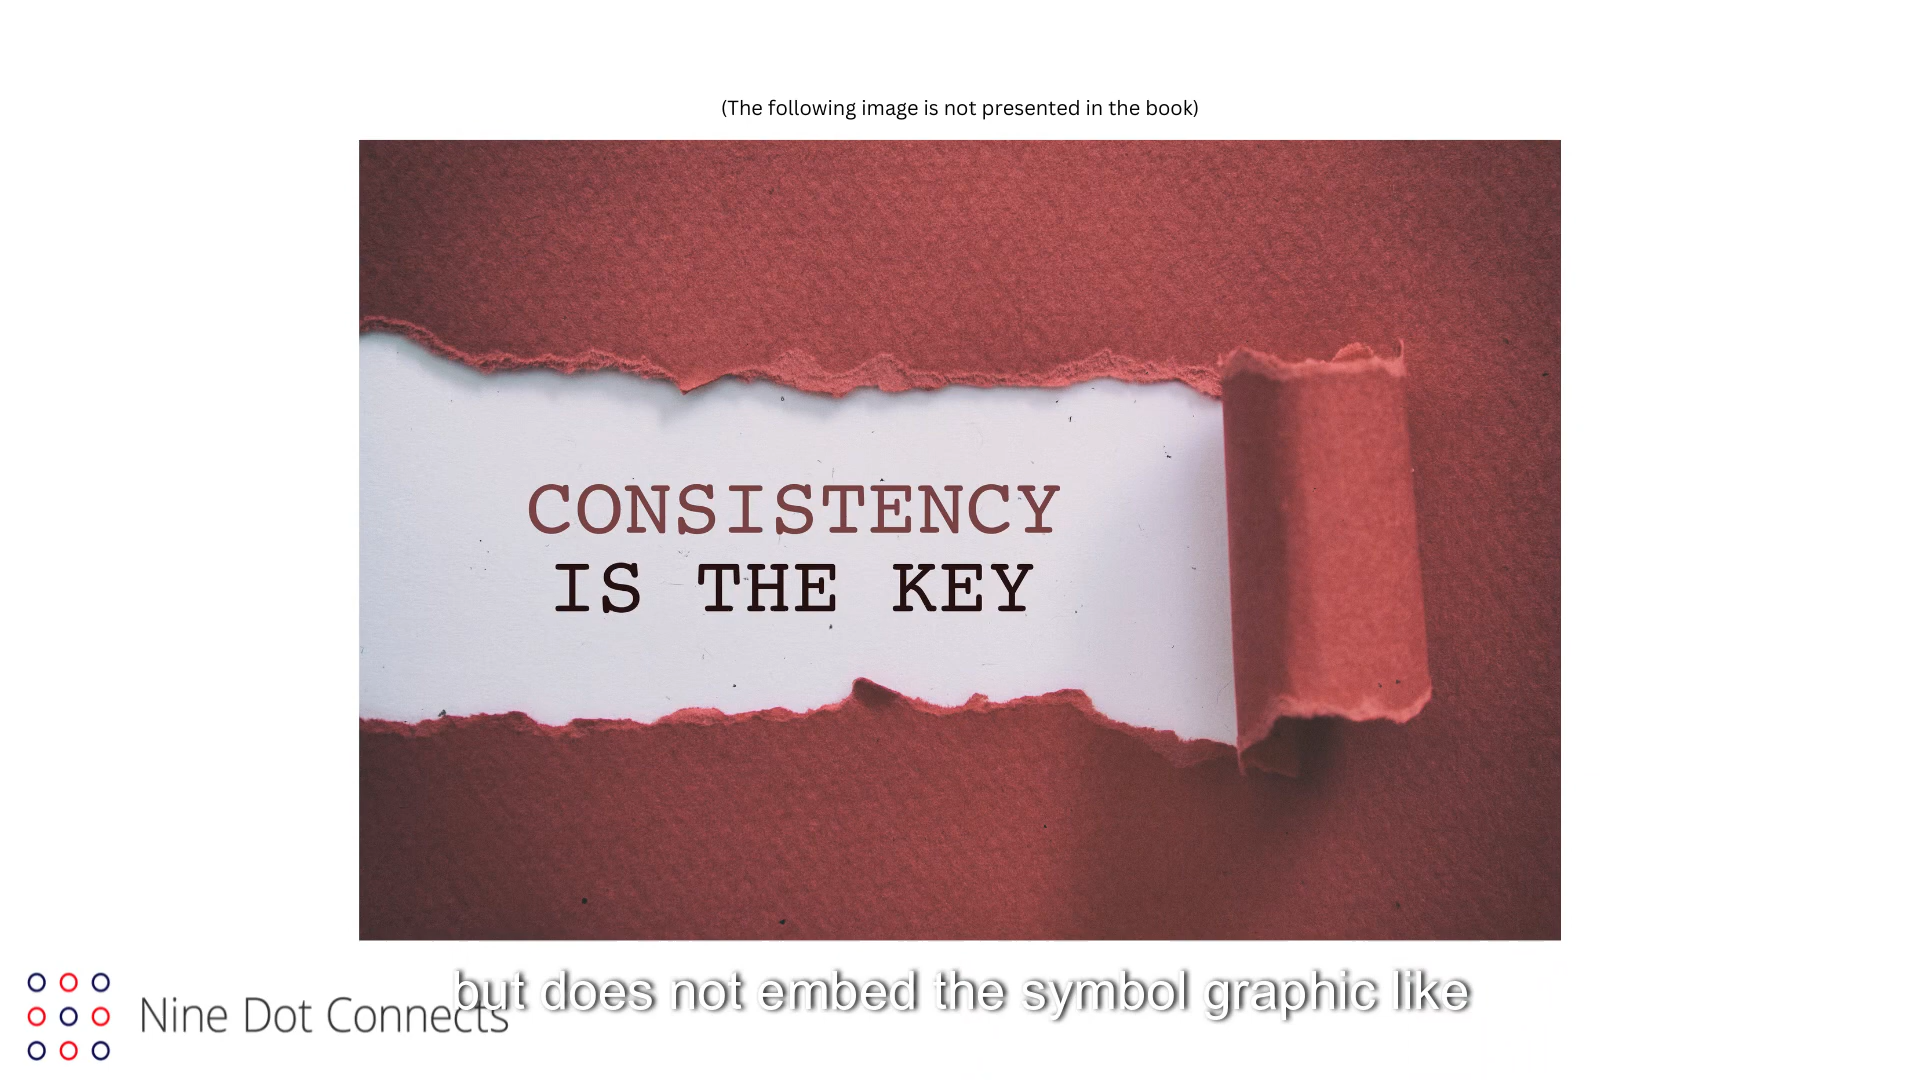 (The following image is not presented in the book)
CONSISTENCY
IS THE KEY
but does not embed the symbol graphic like
Nine Dot Connects